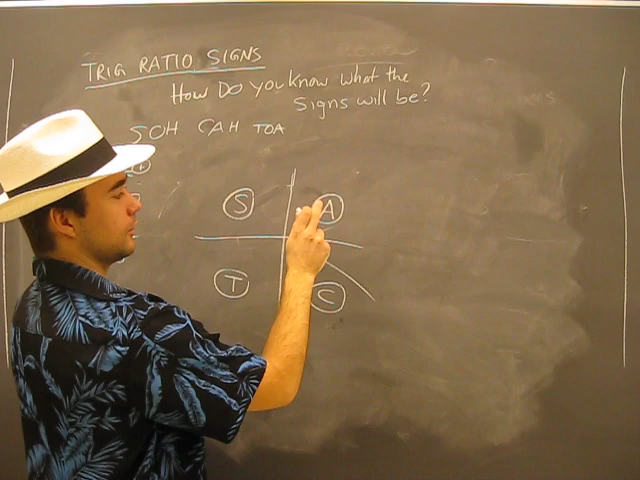 TRIG RATIO SIGNS
How Do you know what the
Signs will be?
SOH CAH TOA
S A
T C